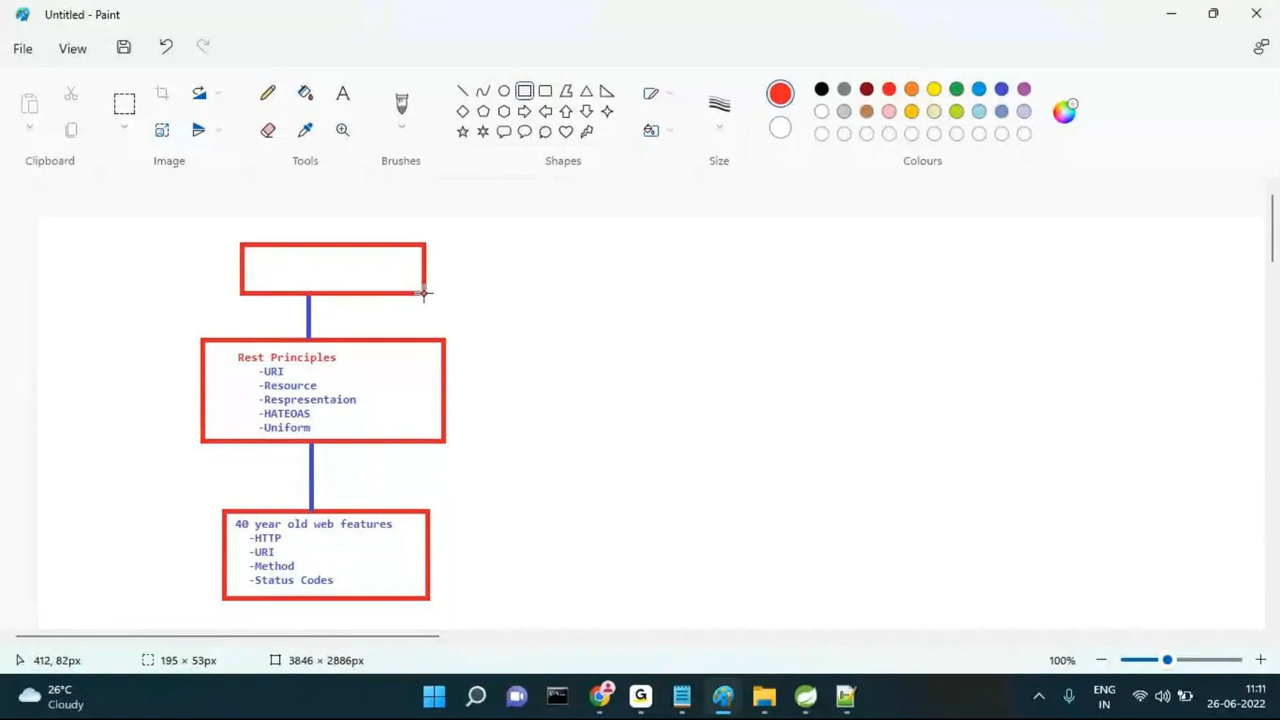 Untitled - Paint
File View
Clipboard Image Tools Brushes Shapes Size Colours
Rest Principles
-URI
-Resource
-Respresentaion
-HATEOAS
-Uniform
40 year old web features
-HTTP
-URI
-Method
-Status Codes
412, 82px 195 × 53px 3846 × 2886px 100%
26°C
Cloudy
ENG
IN
11:11
26-06-2022